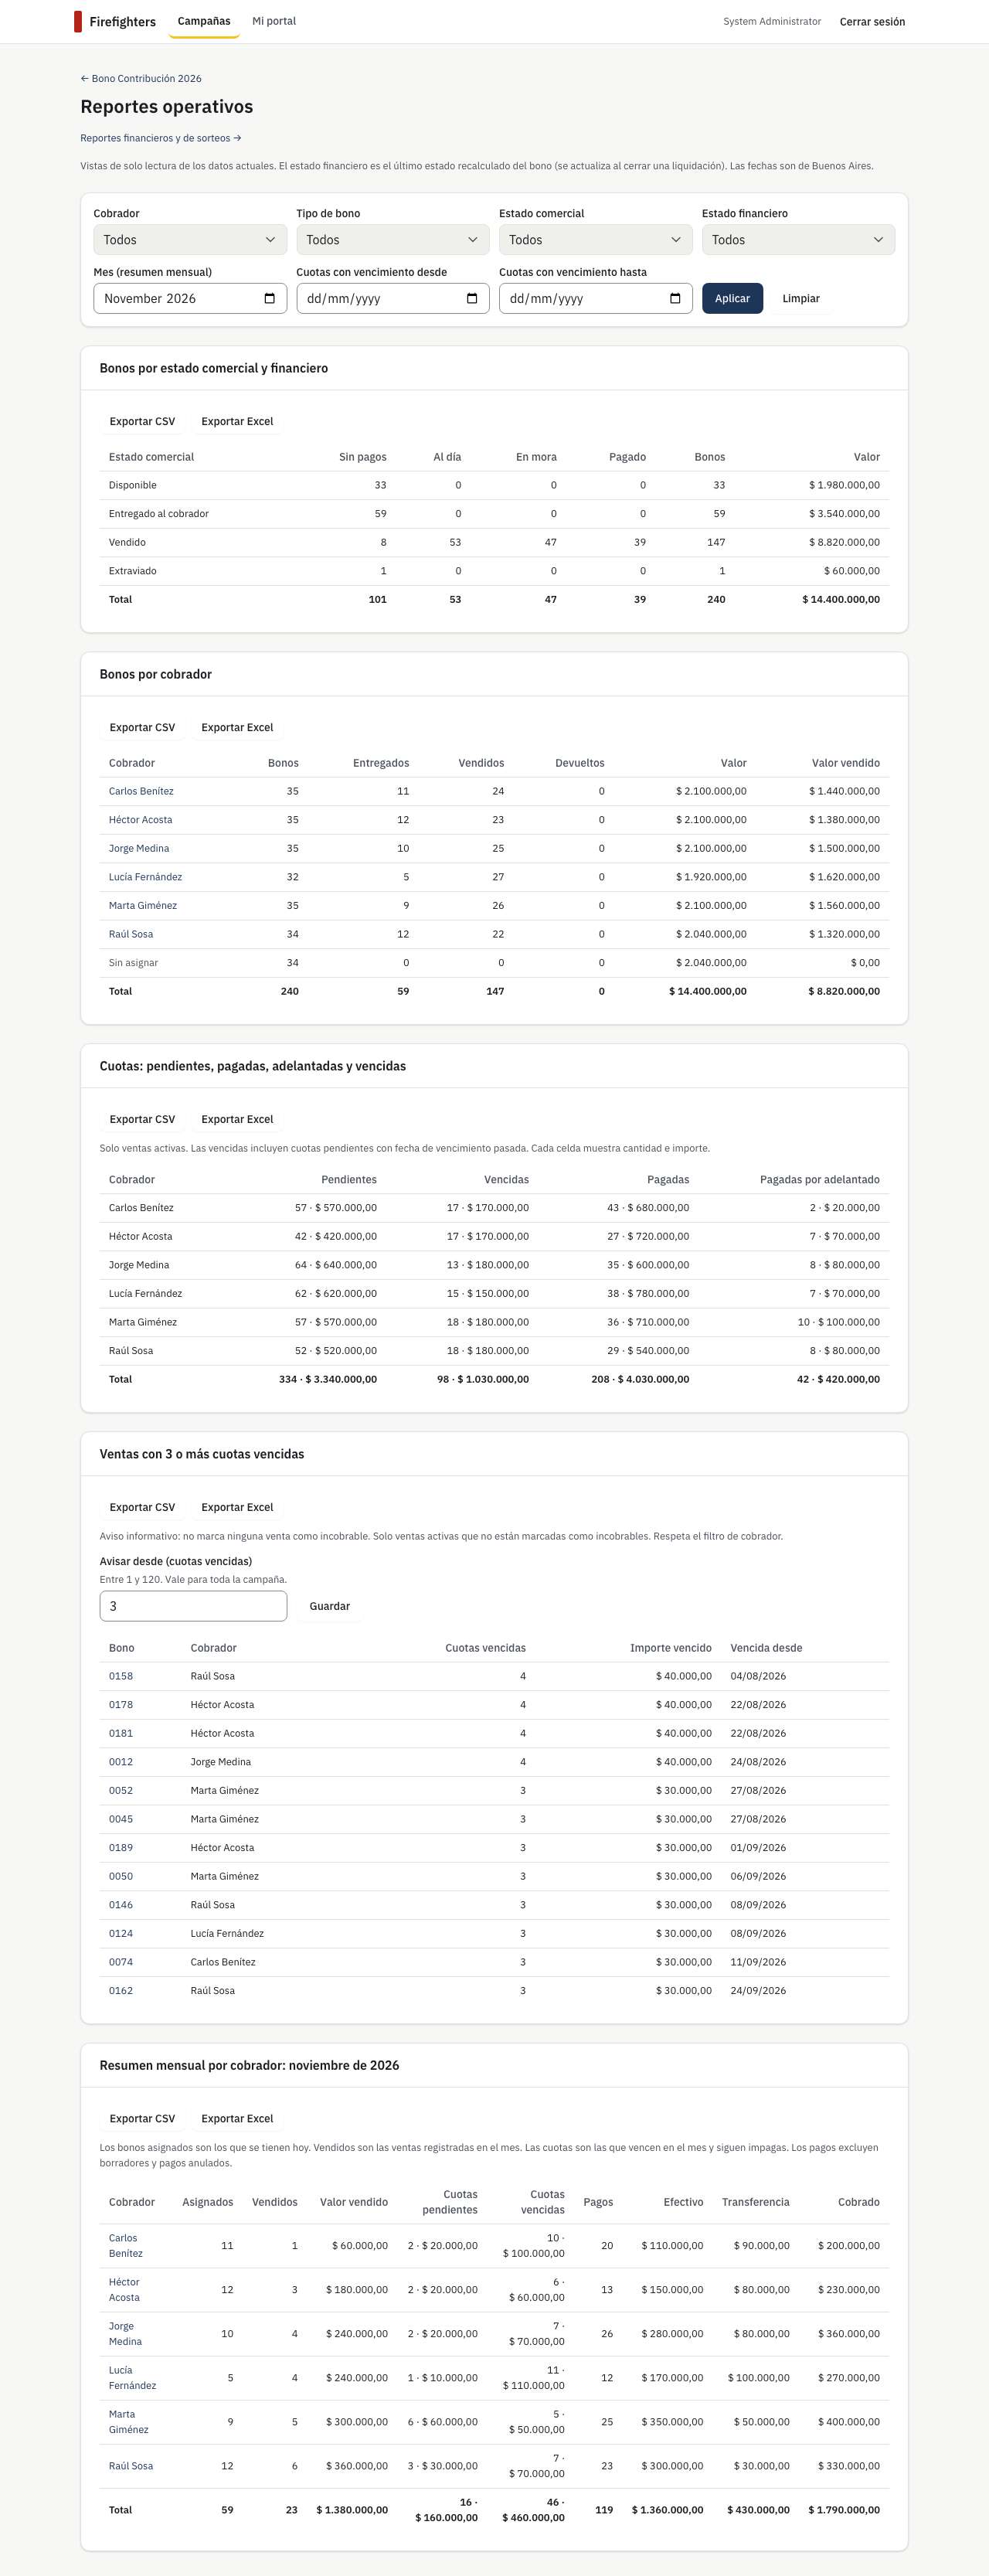 Firefighters Campañas Mi portal System Administrator Cerrar sesión
← Bono Contribución 2026
Reportes operativos
Reportes financieros y de sorteos →
Vistas de solo lectura de los datos actuales. El estado financiero es el último estado recalculado del bono (se actualiza al cerrar una liquidación). Las fechas son de Buenos Aires.
Cobrador Tipo de bono Estado comercial Estado financiero
Todos Todos Todos Todos
Mes (resumen mensual) Cuotas con vencimiento desde Cuotas con vencimiento hasta
November 2026 dd/mm/yyyy dd/mm/yyyy Aplicar Limpiar
Bonos por estado comercial y financiero
Exportar CSV Exportar Excel
Estado comercial Sin pagos Al día En mora Pagado Bonos Valor
Disponible 33 0 0 0 33 $ 1.980.000,00
Entregado al cobrador 59 0 0 0 59 $ 3.540.000,00
Vendido 8 53 47 39 147 $ 8.820.000,00
Extraviado 1 0 0 0 1 $ 60.000,00
Total 101 53 47 39 240 $ 14.400.000,00
Bonos por cobrador
Exportar CSV Exportar Excel
Cobrador Bonos Entregados Vendidos Devueltos Valor Valor vendido
Carlos Benítez 35 11 24 0 $ 2.100.000,00 $ 1.440.000,00
Héctor Acosta 35 12 23 0 $ 2.100.000,00 $ 1.380.000,00
Jorge Medina 35 10 25 0 $ 2.100.000,00 $ 1.500.000,00
Lucía Fernández 32 5 27 0 $ 1.920.000,00 $ 1.620.000,00
Marta Giménez 35 9 26 0 $ 2.100.000,00 $ 1.560.000,00
Raúl Sosa 34 12 22 0 $ 2.040.000,00 $ 1.320.000,00
Sin asignar 34 0 0 0 $ 2.040.000,00 $ 0,00
Total 240 59 147 0 $ 14.400.000,00 $ 8.820.000,00
Cuotas: pendientes, pagadas, adelantadas y vencidas
Exportar CSV Exportar Excel
Solo ventas activas. Las vencidas incluyen cuotas pendientes con fecha de vencimiento pasada. Cada celda muestra cantidad e importe.
Cobrador Pendientes Vencidas Pagadas Pagadas por adelantado
Carlos Benítez 57 · $ 570.000,00 17 · $ 170.000,00 43 · $ 680.000,00 2 · $ 20.000,00
Héctor Acosta 42 · $ 420.000,00 17 · $ 170.000,00 27 · $ 720.000,00 7 · $ 70.000,00
Jorge Medina 64 · $ 640.000,00 13 · $ 180.000,00 35 · $ 600.000,00 8 · $ 80.000,00
Lucía Fernández 62 · $ 620.000,00 15 · $ 150.000,00 38 · $ 780.000,00 7 · $ 70.000,00
Marta Giménez 57 · $ 570.000,00 18 · $ 180.000,00 36 · $ 710.000,00 10 · $ 100.000,00
Raúl Sosa 52 · $ 520.000,00 18 · $ 180.000,00 29 · $ 540.000,00 8 · $ 80.000,00
Total 334 · $ 3.340.000,00 98 · $ 1.030.000,00 208 · $ 4.030.000,00 42 · $ 420.000,00
Ventas con 3 o más cuotas vencidas
Exportar CSV Exportar Excel
Aviso informativo: no marca ninguna venta como incobrable. Solo ventas activas que no están marcadas como incobrables. Respeta el filtro de cobrador.
Avisar desde (cuotas vencidas)
Entre 1 y 120. Vale para toda la campaña.
3 Guardar
Bono Cobrador Cuotas vencidas Importe vencido Vencida desde
0158 Raúl Sosa 4 $ 40.000,00 04/08/2026
0178 Héctor Acosta 4 $ 40.000,00 22/08/2026
0181 Héctor Acosta 4 $ 40.000,00 22/08/2026
0012 Jorge Medina 4 $ 40.000,00 24/08/2026
0052 Marta Giménez 3 $ 30.000,00 27/08/2026
0045 Marta Giménez 3 $ 30.000,00 27/08/2026
0189 Héctor Acosta 3 $ 30.000,00 01/09/2026
0050 Marta Giménez 3 $ 30.000,00 06/09/2026
0146 Raúl Sosa 3 $ 30.000,00 08/09/2026
0124 Lucía Fernández 3 $ 30.000,00 08/09/2026
0074 Carlos Benítez 3 $ 30.000,00 11/09/2026
0162 Raúl Sosa 3 $ 30.000,00 24/09/2026
Resumen mensual por cobrador: noviembre de 2026
Exportar CSV Exportar Excel
Los bonos asignados son los que se tienen hoy. Vendidos son las ventas registradas en el mes. Las cuotas son las que vencen en el mes y siguen impagas. Los pagos excluyen
borradores y pagos anulados.
Cobrador Asignados Vendidos Valor vendido Cuotas pendientes Cuotas vencidas Pagos Efectivo Transferencia Cobrado
Carlos Benítez 11 1 $ 60.000,00 2 · $ 20.000,00 10 · $ 100.000,00 20 $ 110.000,00 $ 90.000,00 $ 200.000,00
Héctor Acosta 12 3 $ 180.000,00 2 · $ 20.000,00 6 · $ 60.000,00 13 $ 150.000,00 $ 80.000,00 $ 230.000,00
Jorge Medina 10 4 $ 240.000,00 2 · $ 20.000,00 7 · $ 70.000,00 26 $ 280.000,00 $ 80.000,00 $ 360.000,00
Lucía Fernández 5 4 $ 240.000,00 1 · $ 10.000,00 11 · $ 110.000,00 12 $ 170.000,00 $ 100.000,00 $ 270.000,00
Marta Giménez 9 5 $ 300.000,00 6 · $ 60.000,00 5 · $ 50.000,00 25 $ 350.000,00 $ 50.000,00 $ 400.000,00
Raúl Sosa 12 6 $ 360.000,00 3 · $ 30.000,00 7 · $ 70.000,00 23 $ 300.000,00 $ 30.000,00 $ 330.000,00
Total 59 23 $ 1.380.000,00 16 · $ 160.000,00 46 · $ 460.000,00 119 $ 1.360.000,00 $ 430.000,00 $ 1.790.000,00